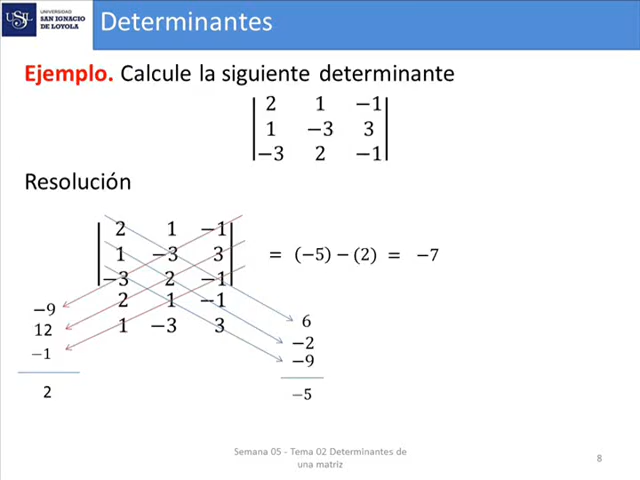 UNIVERSIDAD
SAN IGNACIO
DE LOYOLA
USIL
Determinantes
Ejemplo. Calcule la siguiente determinante
2 1 −1
1 −3 3
−3 2 −1
Resolución
2 1 −1
1 −3 3
−3 2 −1
2 1 −1
1 −3 3
= (−5) − (2) = −7
−9
12
−1
2
6
−2
−9
−5
Semana 05 - Tema 02 Determinantes de
una matriz
8